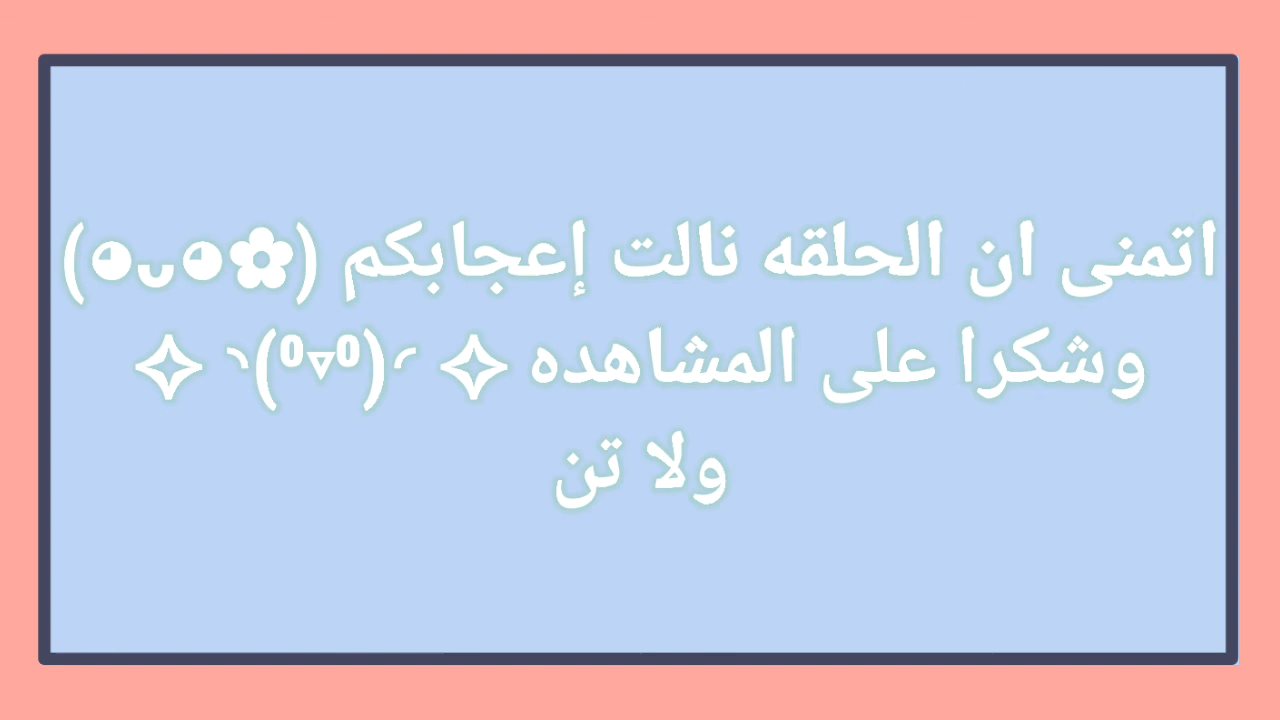 اتمنى ان الحلقه نالت إعجابكم (✿◕ᴗ◕)
وشكرا على المشاهده ✧ ◜(⁰▿⁰)◝ ✧
ولا تن